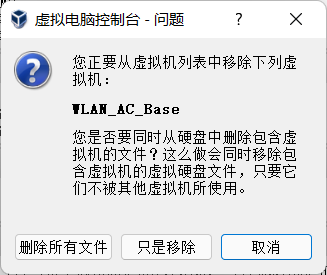 虚拟电脑控制台 - 问题
您正要从虚拟机列表中移除下列虚
拟机：
WLAN_AC_Base
您是否要同时从硬盘中删除包含虚
拟机的文件？这么做会同时移除包
含虚拟机的虚拟硬盘文件，只要它
们不被其他虚拟机所使用。
删除所有文件
只是移除
取消